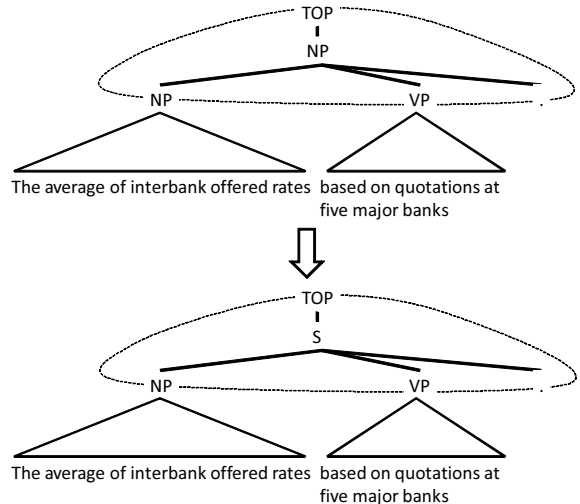 TOP
NP
NP VP .
The average of interbank offered rates based on quotations at
five major banks
TOP
S
NP VP .
The average of interbank offered rates based on quotations at
five major banks